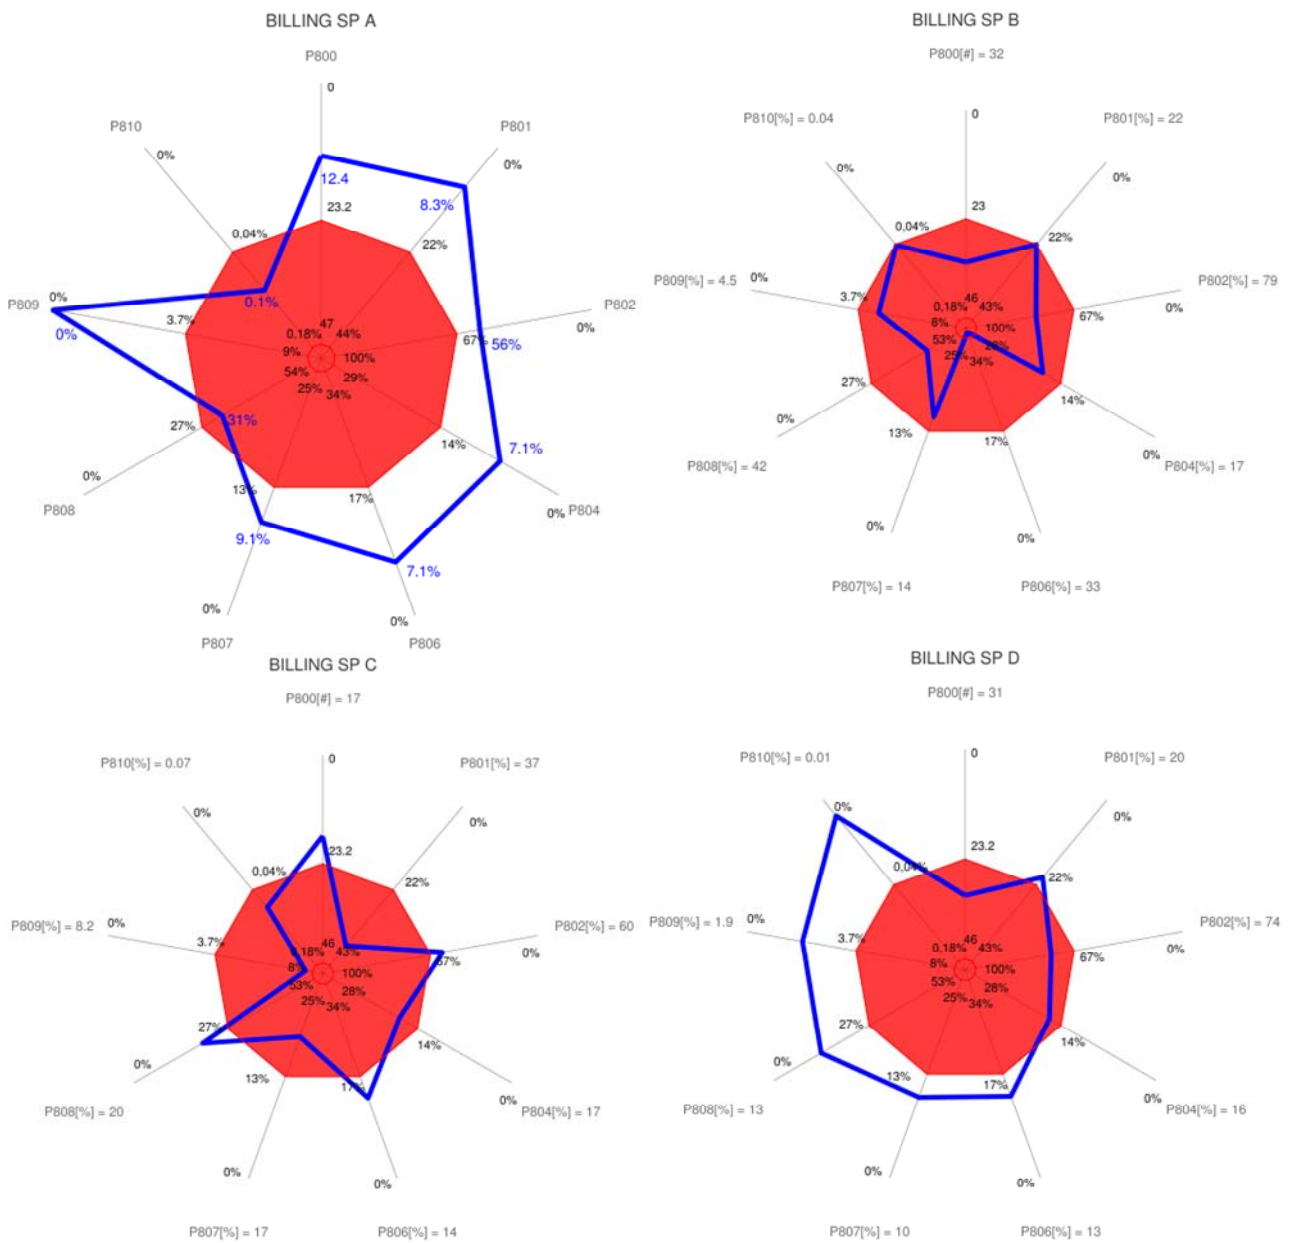 BILLING SP A
P800
0
P810
P801
0%
0%
12.4
8.3%
23.2
0,04%
22%
P809
0%
0%
0.1%
3.7%
P802
0%
67%
56%
47
0,18%
44%
9%
100%
54%
29%
25%
34%
31%
27%
14%
7.1%
0%
P808
13%
17%
0%
P804
9.1%
7.1%
0%
P807
0%
P806
BILLING SP B
P800[#] = 32
0
P810[%] = 0.04
P801[%] = 22
0%
0%
23
0,04%
22%
P809[%] = 4.5
0%
3.7%
P802[%] = 79
0%
67%
46
0,18%
43%
8%
100%
53%
25%
34%
27%
14%
0%
P808[%] = 42
13%
17%
0%
P804[%] = 17
0%
0%
P807[%] = 14
P806[%] = 33
BILLING SP C
P800[#] = 17
0
P810[%] = 0.07
P801[%] = 37
0%
0%
23.2
0,04%
22%
P809[%] = 8.2
0%
3.7%
P802[%] = 60
0%
67%
46
0,18%
43%
8%
100%
53%
28%
25%
34%
27%
14%
0%
P808[%] = 20
13%
17%
0%
P804[%] = 17
0%
0%
P807[%] = 17
P806[%] = 14
BILLING SP D
P800[#] = 31
0
P810[%] = 0.01
P801[%] = 20
0%
0%
23.2
0,04%
22%
P809[%] = 1.9
0%
3.7%
P802[%] = 74
0%
67%
46
0,18%
43%
8%
100%
53%
28%
25%
34%
27%
14%
0%
P808[%] = 13
13%
17%
0%
P804[%] = 16
0%
0%
P807[%] = 10
P806[%] = 13